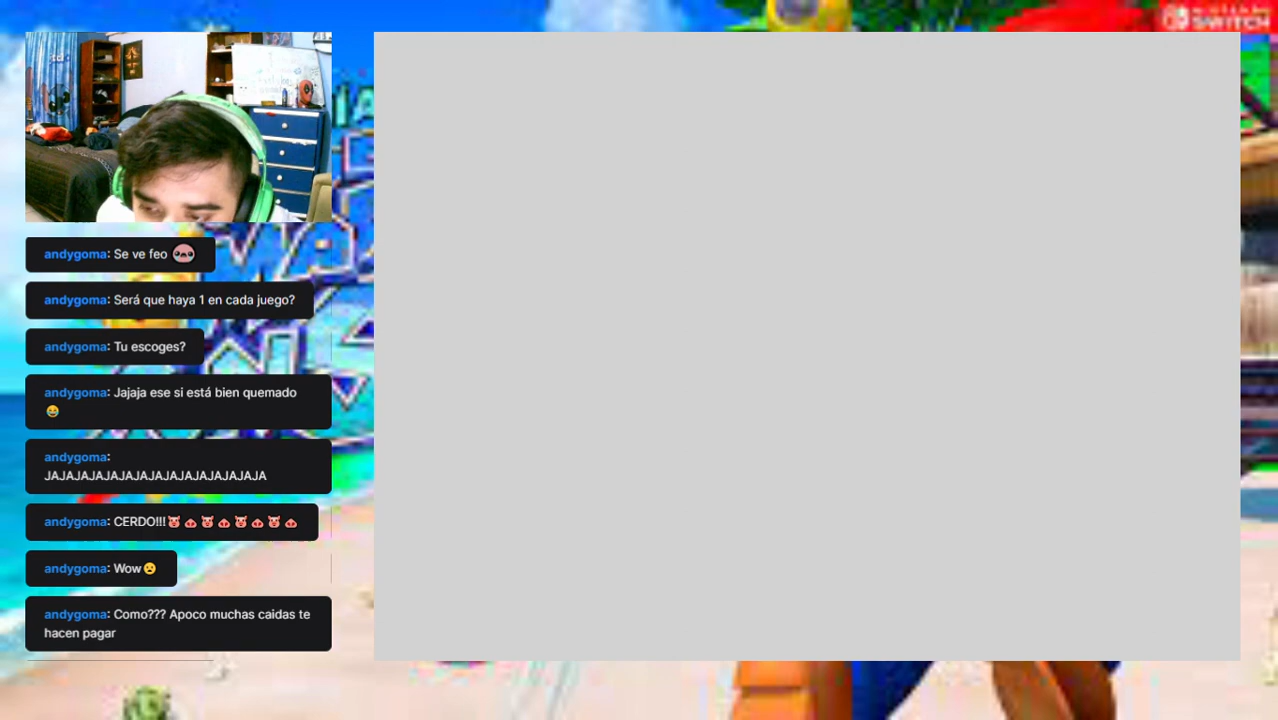 SWITCH
andygoma: Se ve feo
andygoma: Será que haya 1 en cada juego?
andygoma: Tu escoges?
andygoma: Jajaja ese si está bien quemado
😂
andygoma:
JAJAJAJAJAJAJAJAJAJAJAJAJAJAJA
andygoma: CERDO!!!🐷🐽🐷🐽🐷🐽🐷🐽
andygoma: Wow😧
andygoma: Como??? Apoco muchas caidas te
hacen pagar